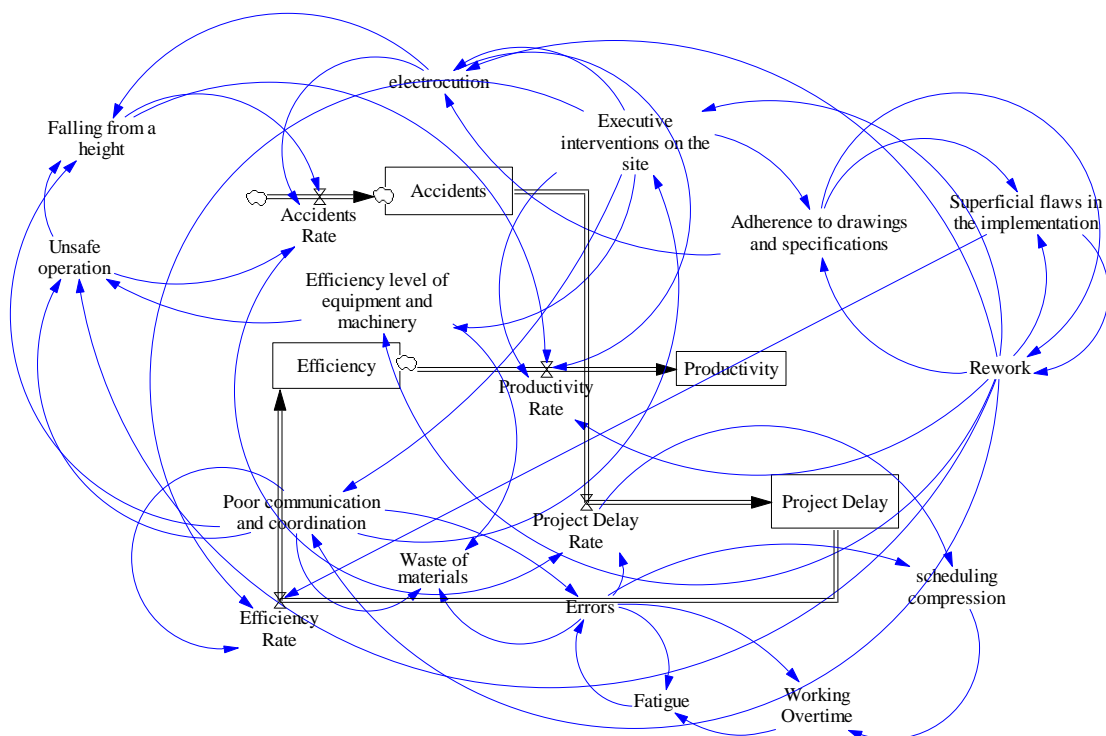 electrocution
Falling from a
height
Executive
interventions on the
site
Accidents
Accidents
Rate
Superficial flaws in
the implementation
Adherence to drawings
and specifications
Unsafe
operation
Efficiency level of
equipment and
machinery
Efficiency
Productivity
Productivity
Rate
Rework
Poor communication
and coordination
Project Delay
Project Delay
Rate
Waste of
materials
scheduling
compression
Efficiency
Rate
Errors
Fatigue
Working
Overtime